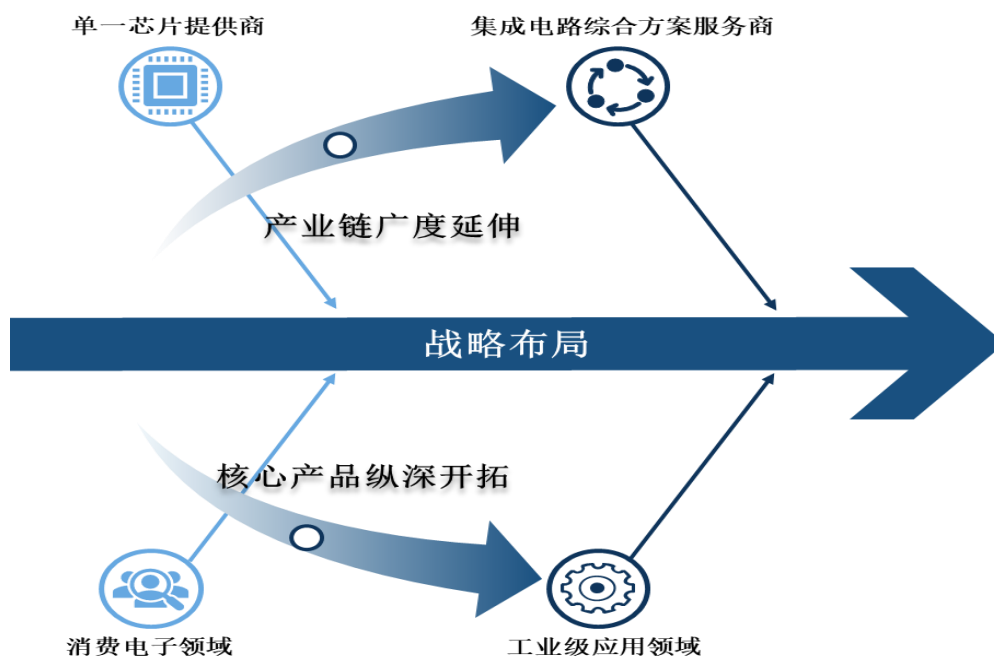 单一芯片提供商
集成电路综合方案服务商
产业链广度延伸
战略布局
核心产品纵深开拓
消费电子领域
工业级应用领域